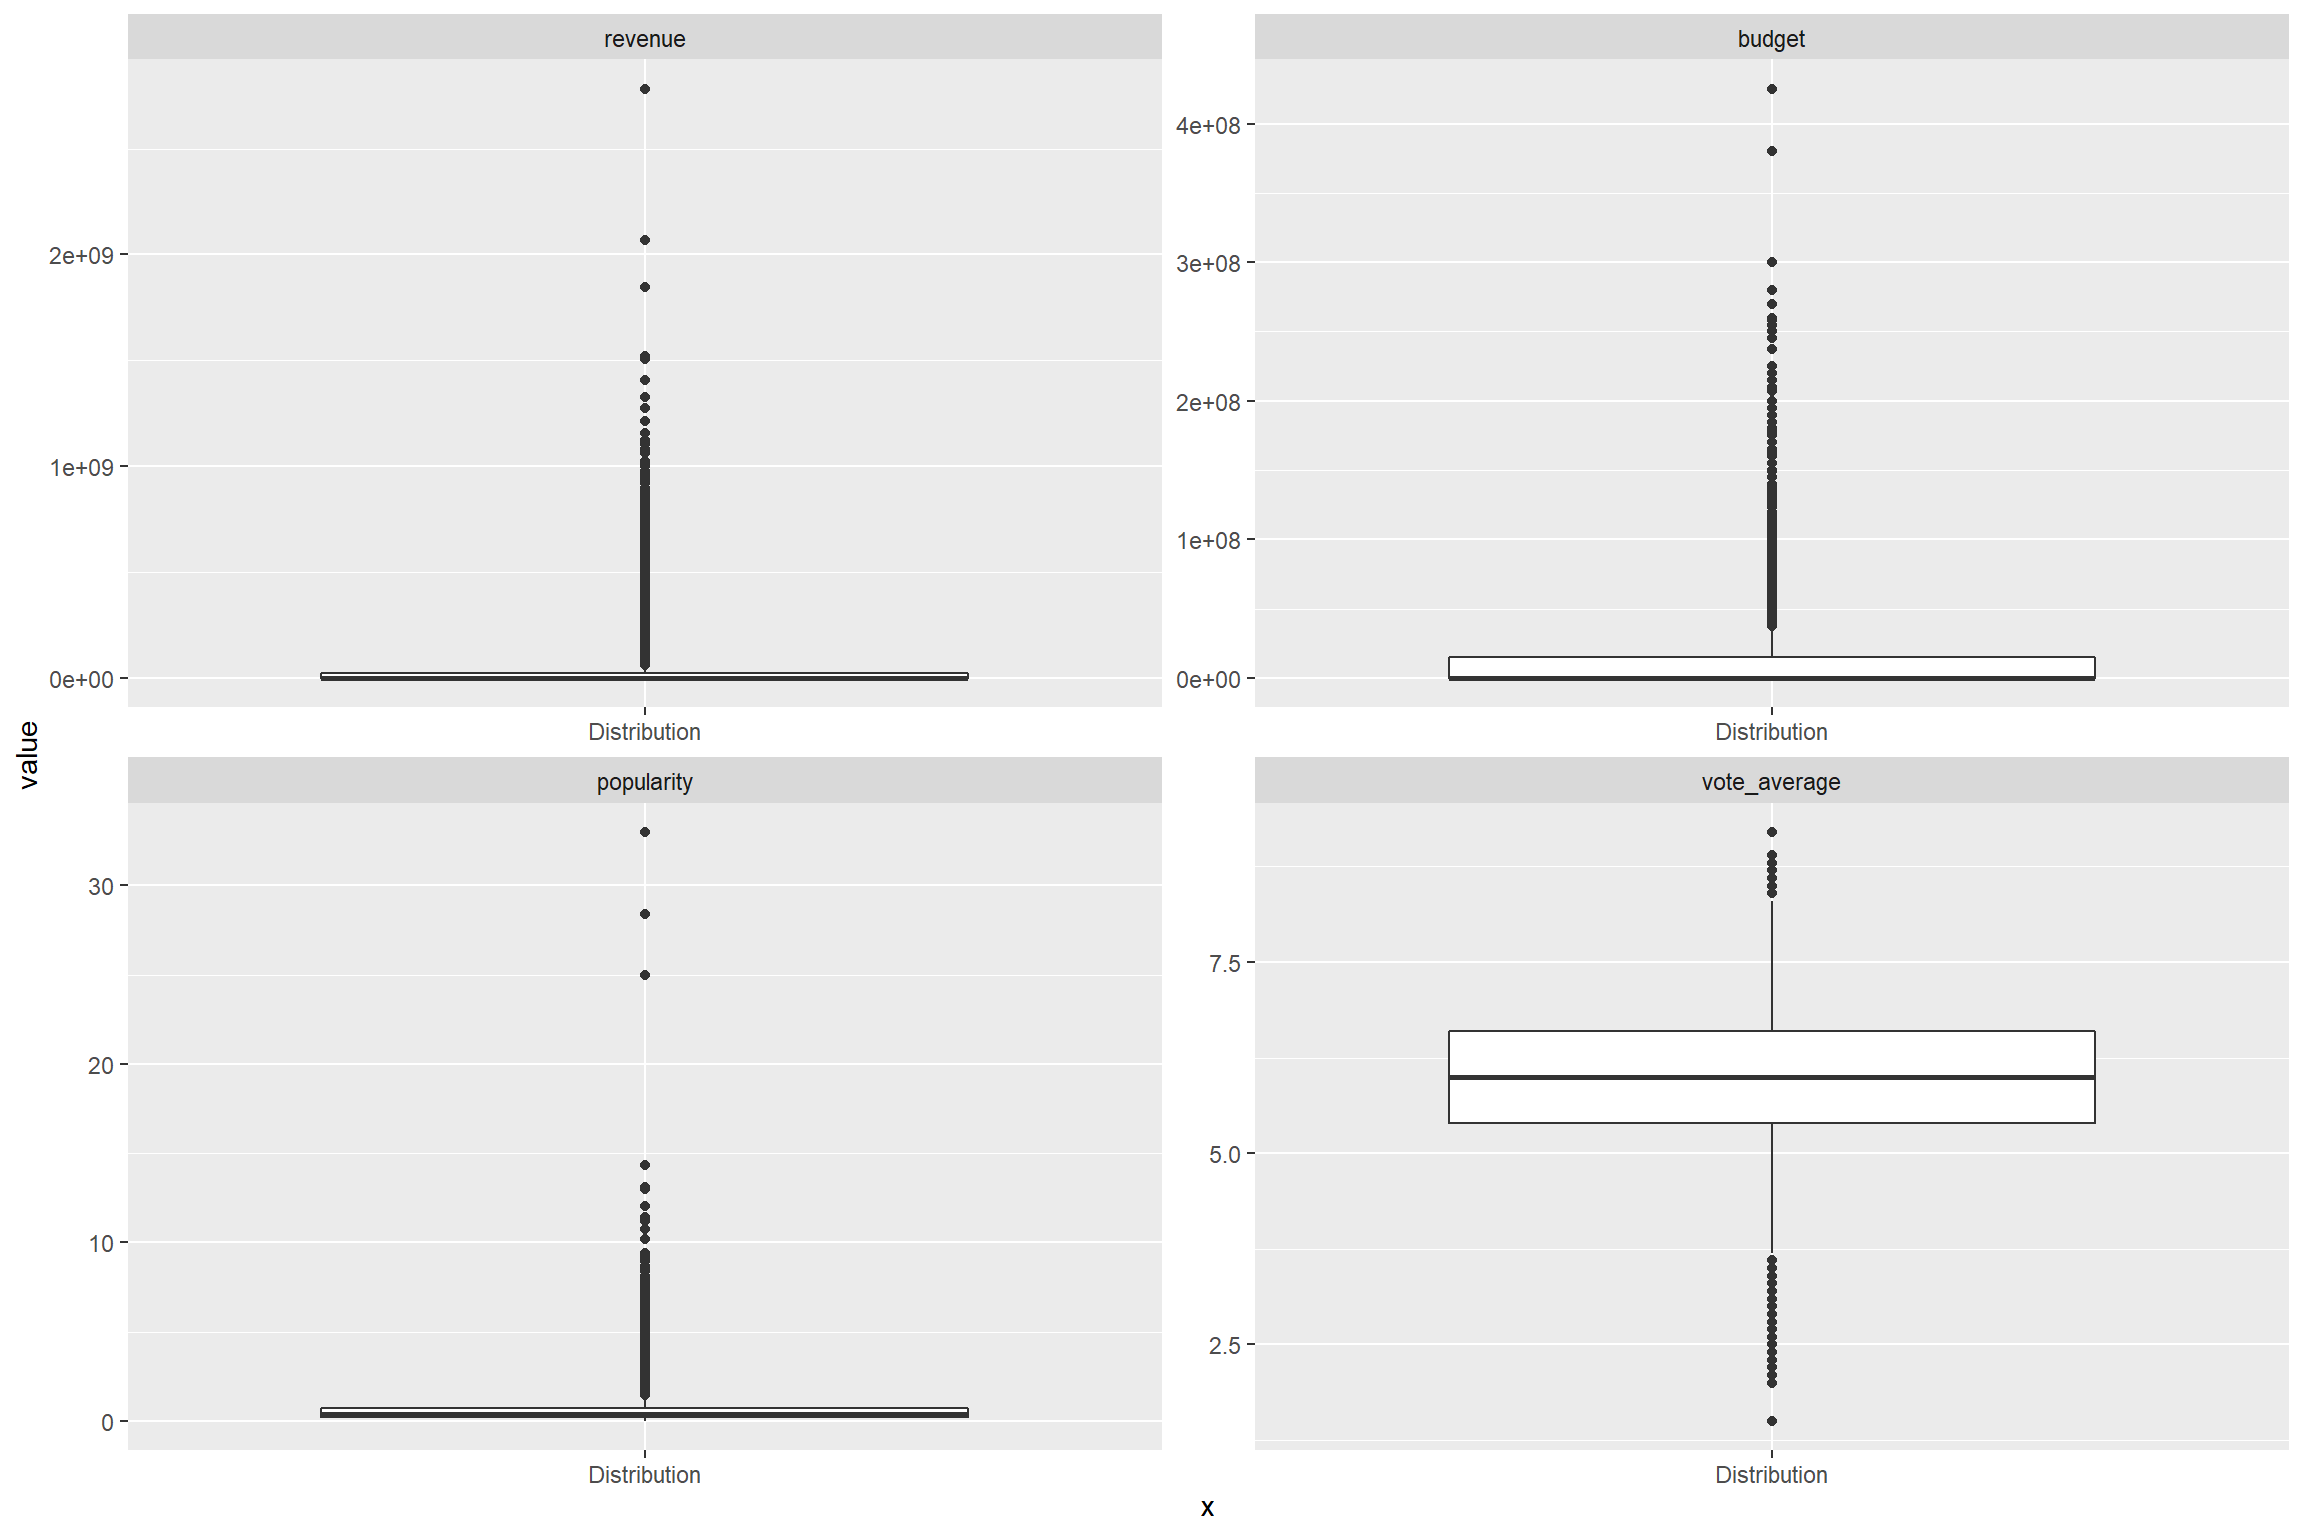 revenue
2e+09
1e+09
0e+00
Distribution
budget
4e+08
3e+08
2e+08
1e+08
0e+00
Distribution
value
popularity
30
20
10
0
Distribution
vote_average
7.5
5.0
2.5
Distribution
x